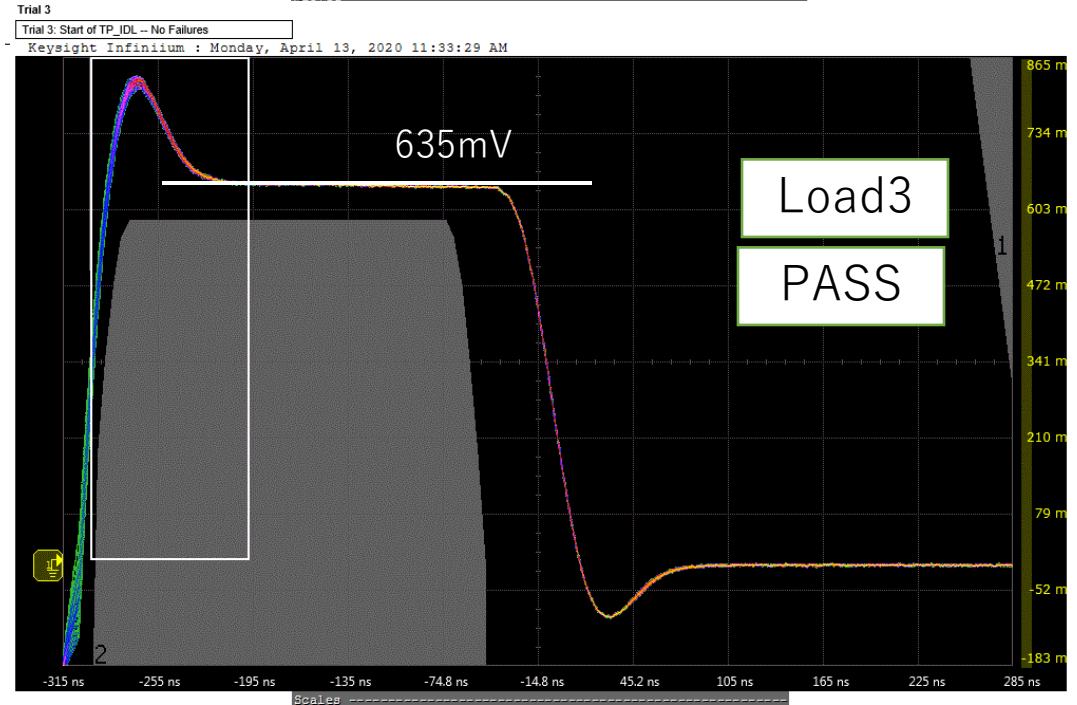 Trial 3
Trial 3: Start of TP_IDL -- No Failures
Keysight Infiniium : Monday, April 13, 2020 11:33:29 AM
865 m
734 m
635mV
Load3
603 m
1
PASS
472 m
341 m
210 m
79 m
-52 m
2
-183 m
-315 ns -255 ns -195 ns -135 ns -74.8 ns -14.8 ns 45.2 ns 105 ns 165 ns 225 ns 285 ns
Scales